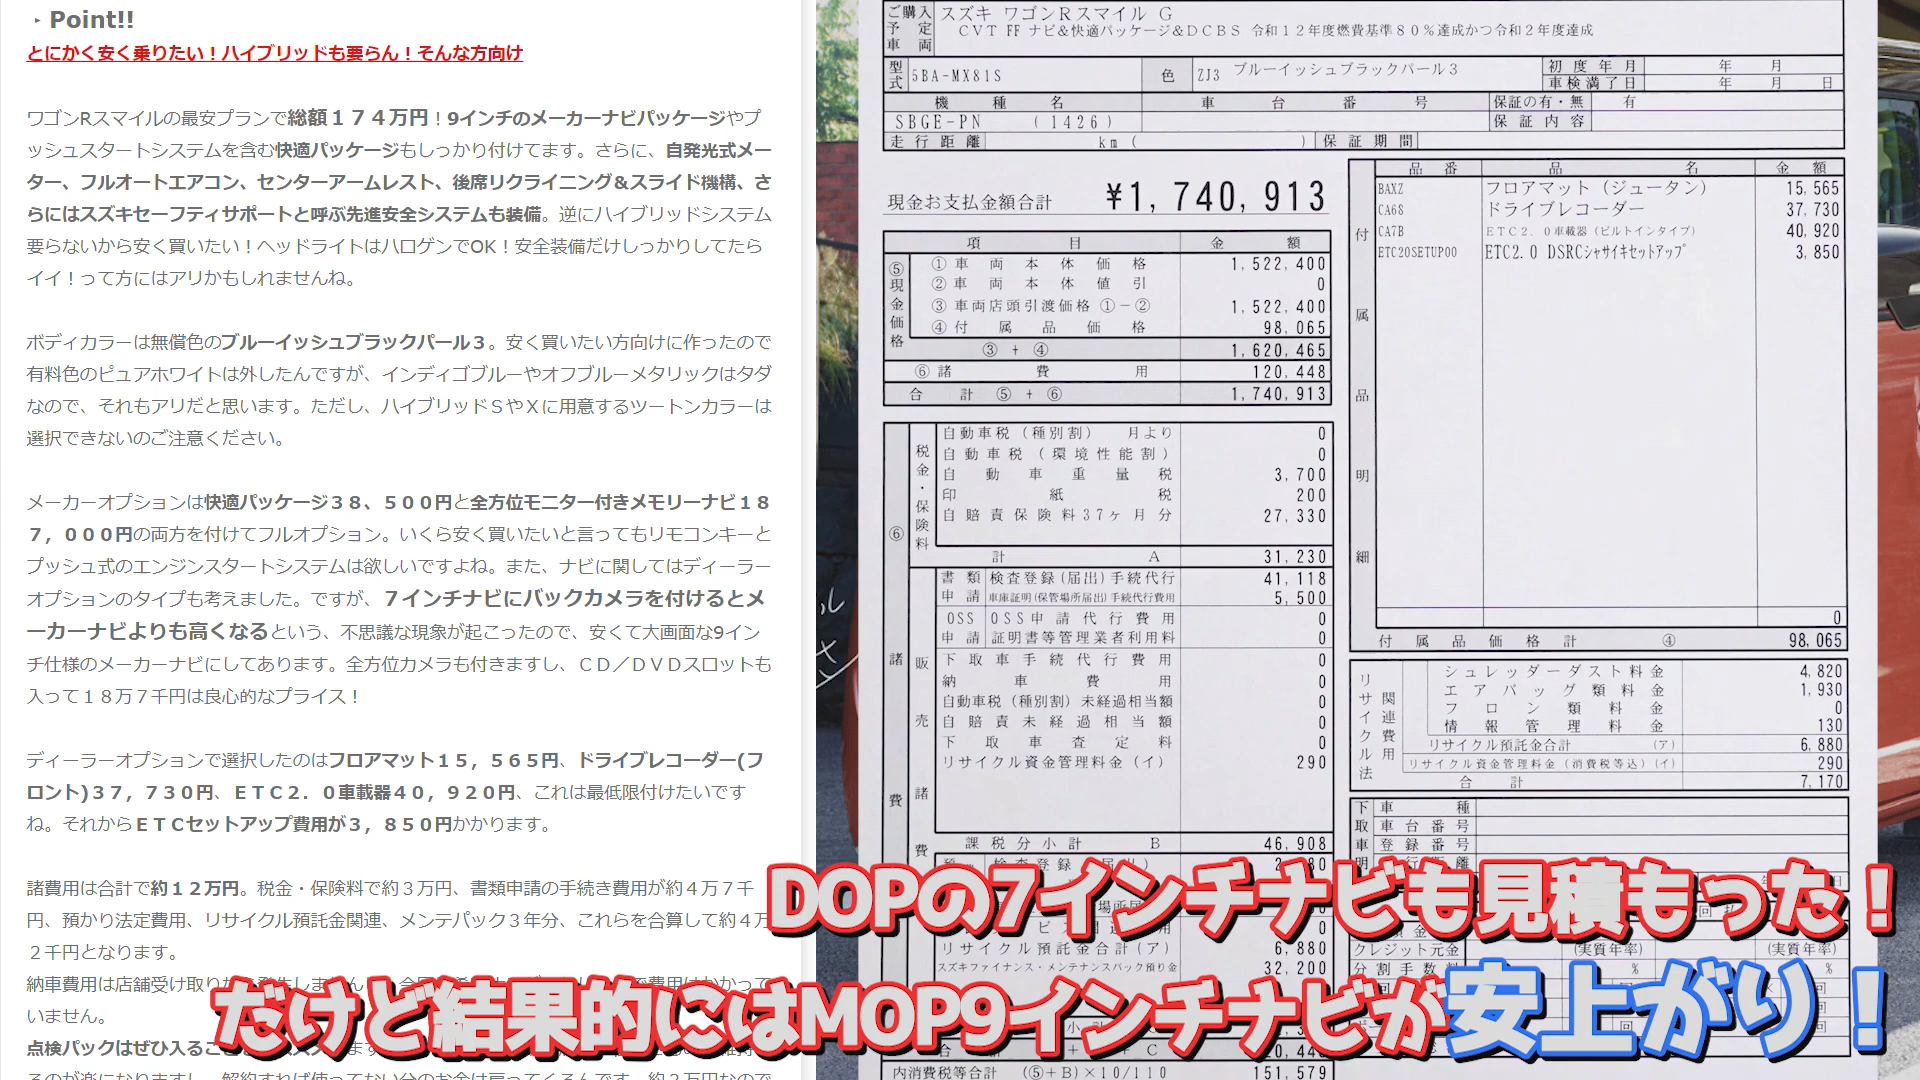 ・Point!!
とにかく安く乗りたい！ハイブリッドも要らん！そんな方向け
ワゴンRスマイルの最安プランで総額１７４万円！9インチのメーカーナビパッケージやプ
ッシュスタートシステムを含む快適パッケージもしっかり付けてます。さらに、自発光式メー
ター、フルオートエアコン、センターアームレスト、後席リクライニング＆スライド機構、さ
らにはスズキセーフティサポートと呼ぶ先進安全システムも装備。逆にハイブリッドシステム
要らないから安く買いたい！ヘッドライトはハロゲンでOK！安全装備だけしっかりしてたら
イイ！って方にはアリかもしれませんね。
ボディカラーは無償色のブルーイッシュブラックパール３。安く買いたい方向けに作ったので
有料色のピュアホワイトは外したんですが、インディゴブルーやオフブルーメタリックはタダ
なので、それもアリだと思います。ただし、ハイブリッドＳやＸに用意するツートンカラーは
選択できないのご注意ください。
メーカーオプションは快適パッケージ３８、５００円と全方位モニター付きメモリーナビ１８
７，０００円の両方を付けてフルオプション。いくら安く買いたいと言ってもリモコンキーと
プッシュ式のエンジンスタートシステムは欲しいですよね。また、ナビに関してはディーラー
オプションのタイプも考えました。ですが、７インチナビにバックカメラを付けるとメ
ーカーナビよりも高くなるという、不思議な現象が起こったので、安くて大画面な9イン
チ仕様のメーカーナビにしてあります。全方位カメラも付きますし、ＣＤ／ＤＶＤスロットも
入って１８万７千円は良心的なプライス！
ディーラーオプションで選択したのはフロアマット１５，５６５円、ドライブレコーダー(フ
ロント)３７，７３０円、ＥＴＣ２．０車載器４０，９２０円、これは最低限付けたいです
ね。それからＥＴＣセットアップ費用が３，８５０円かかります。
諸費用は合計で約１２万円。税金・保険料で約３万円、書類申請の手続き費用が約４万７千
円、預かり法定費用、リサイクル預託金関連、メンテパック３年分、これらを合算して約４万
２千円となります。
納車費用は店舗受け取り
いません。
点検パックはぜひ入るこ
ご購入予定車両 スズキ ワゴンＲスマイル G
CVT FF ナビ&快適パッケージ&DCBS 令和１２年度燃費基準８０％達成かつ令和２年度達成
型式 5BA-MX81S 色 ZJ3 ブルーイッシュブラックパール３ 初度年月 年 月
車検満了日 年 月 日
機種名 車台番号 保証の有・無 有
SBGE-PN (1426) 保証内容
走行距離 km ( ) 保証期間
現金お支払金額合計 ¥1,740,913
項目 金額
⑤現金価格
①車両本体価格 1,522,400
②車両本体値引 0
③車両店頭引渡価格①－② 1,522,400
④付属品価格 98,065
③＋④ 1,620,465
⑥諸費用 120,448
合計 ⑤＋⑥ 1,740,913
⑥諸費用
税金・保険料
自動車税（種別割） 月より 0
自動車税（環境性能割） 0
自動車重量税 3,700
印紙税 200
自賠責保険料37ヶ月分 27,330
計 A 31,230
販売諸費
書類 検査登録(届出)手続代行 41,118
申請 車庫証明(保管場所届出)手続代行費用 5,500
OSS OSS申請代行費用 0
申請 証明書等管理業者利用料 0
下取車手続代行費用 0
納車費用 0
自動車税（種別割）未経過相当額 0
自賠責未経過相当額 0
下取車査定料 0
リサイクル資金管理料金（イ） 290
課税分小計 B 46,908
リサイクル預託金合計(ア) 6,880
スズキファイナンス・メンテナンスパック預り金 32,200
内消費税等合計 (⑤+B)×10/110 151,579
付属品明細
品番 品名 金額
BAXZ フロアマット（ジュータン） 15,565
CA6S ドライブレコーダー 37,730
CA7B ＥＴＣ２．０車載器（ビルトインタイプ） 40,920
ETC20SETUP00 ETC2.0 DSRCｼｬｻｲｷｾｯﾄｱｯﾌﾟ 3,850
0
付属品価格計 ④ 98,065
リサイクル法関連費用
シュレッダーダスト料金 4,820
エアバッグ類料金 1,930
フロン類料金 0
情報管理料金 130
リサイクル預託金合計 (ア) 6,880
リサイクル資金管理料金（消費税等込）(イ) 290
合計 7,170
下取車明
車種
車台番号
登録番号
クレジット元金 (実質年率) (実質年率)
分割手数料 % %
DOPの7インチナビも見積もった！
だけど結果的にはMOP9インチナビが安上がり！